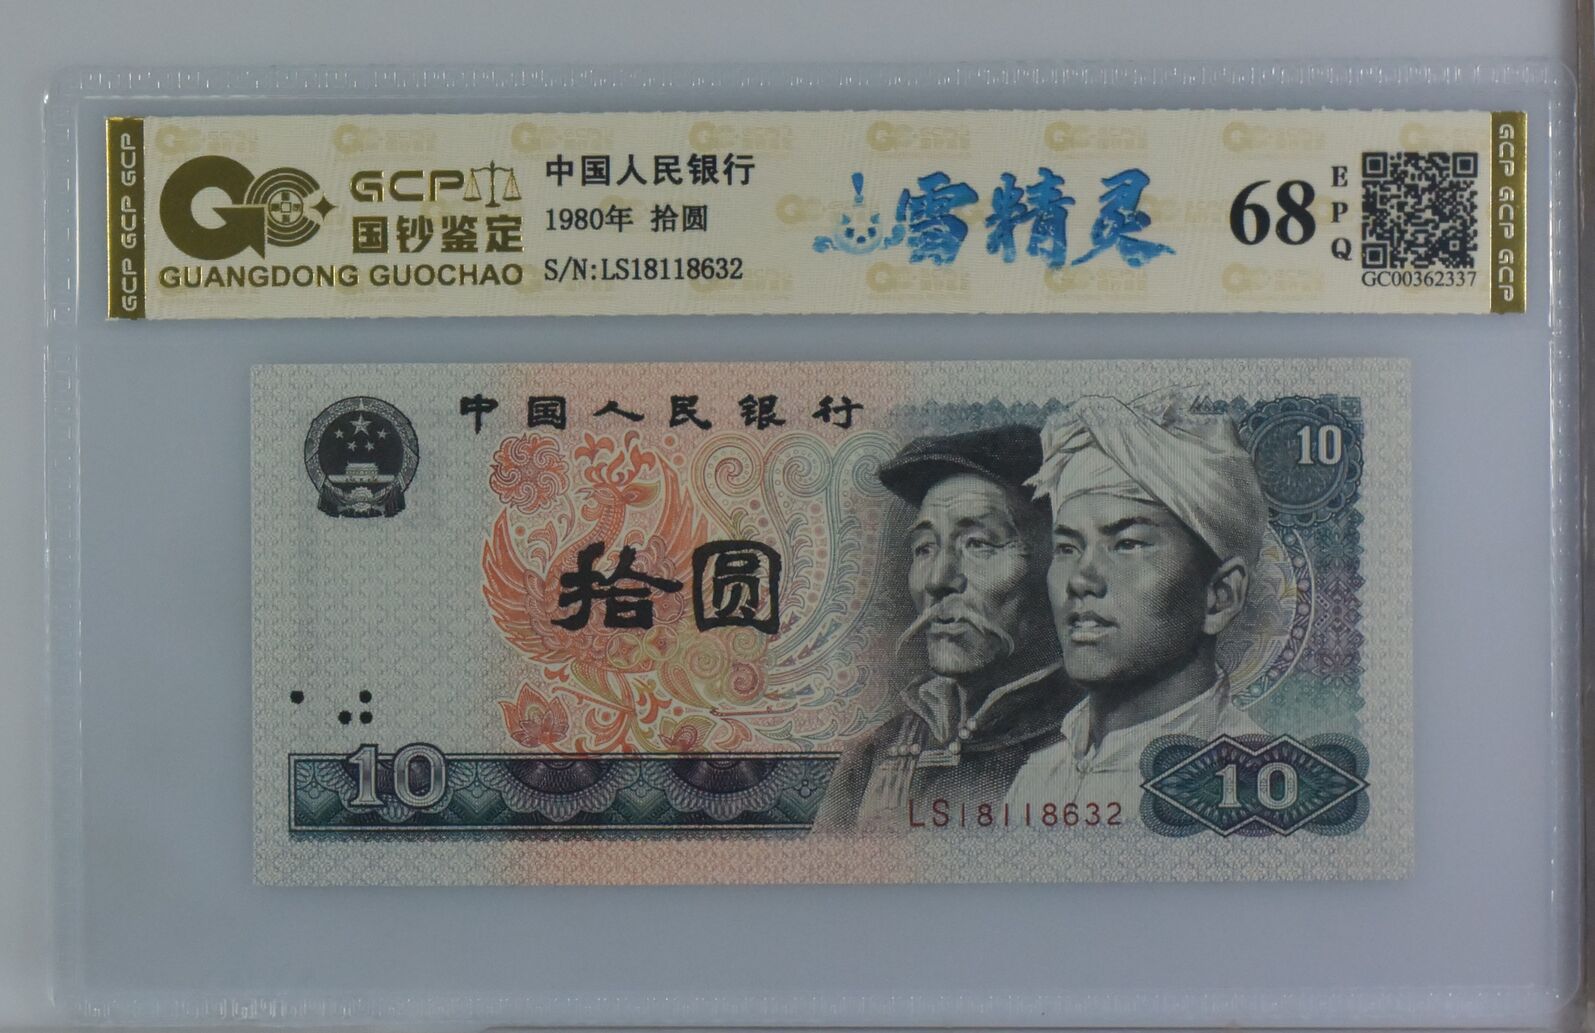 GCP GCP GCP
GCP
国钞鉴定
GUANGDONG GUOCHAO
中国人民银行
1980年 拾圆
S/N:LS18118632
雪精灵
68
EPQ
GC00362337
GCP GCP GCP
中国人民银行
10
拾圆
10
LS18118632
10